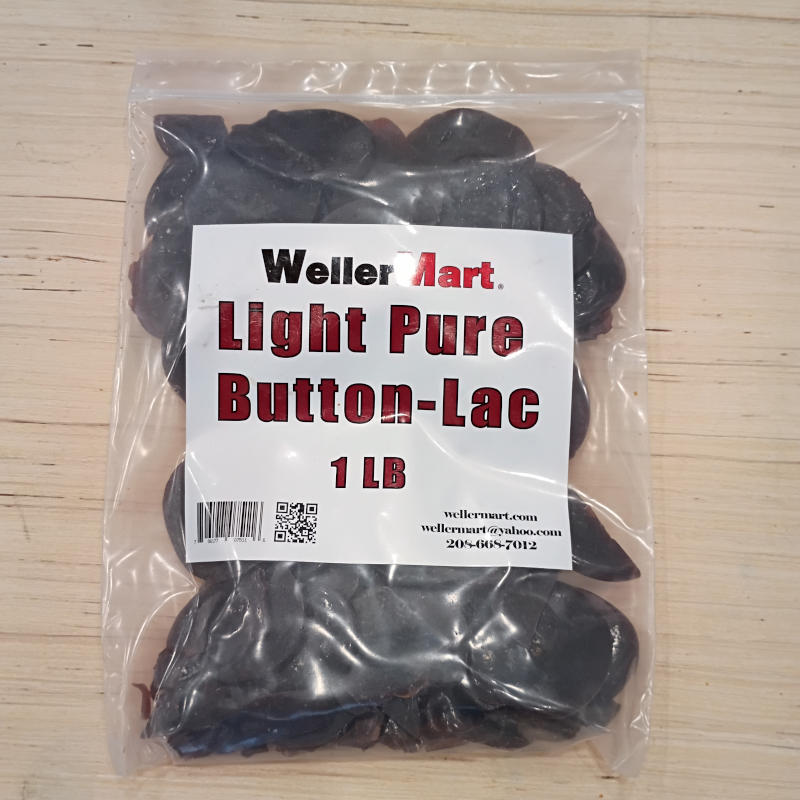 WellerMart®
Light Pure
Button-Lac
1 LB
wellermart.com
wellermart@yahoo.com
208-668-7012